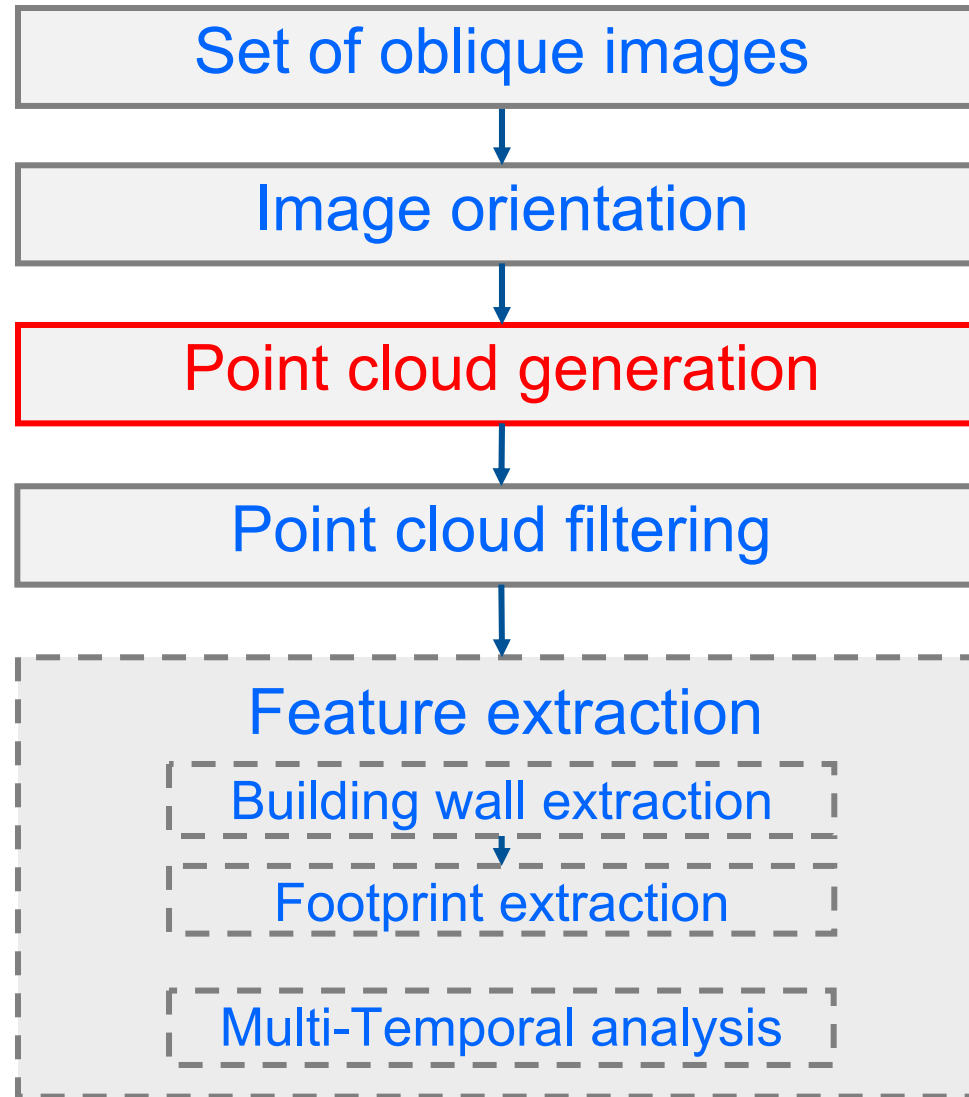 Set of oblique images
Image orientation
Point cloud generation
Point cloud filtering
Feature extraction
Building wall extraction
Footprint extraction
Multi-Temporal analysis